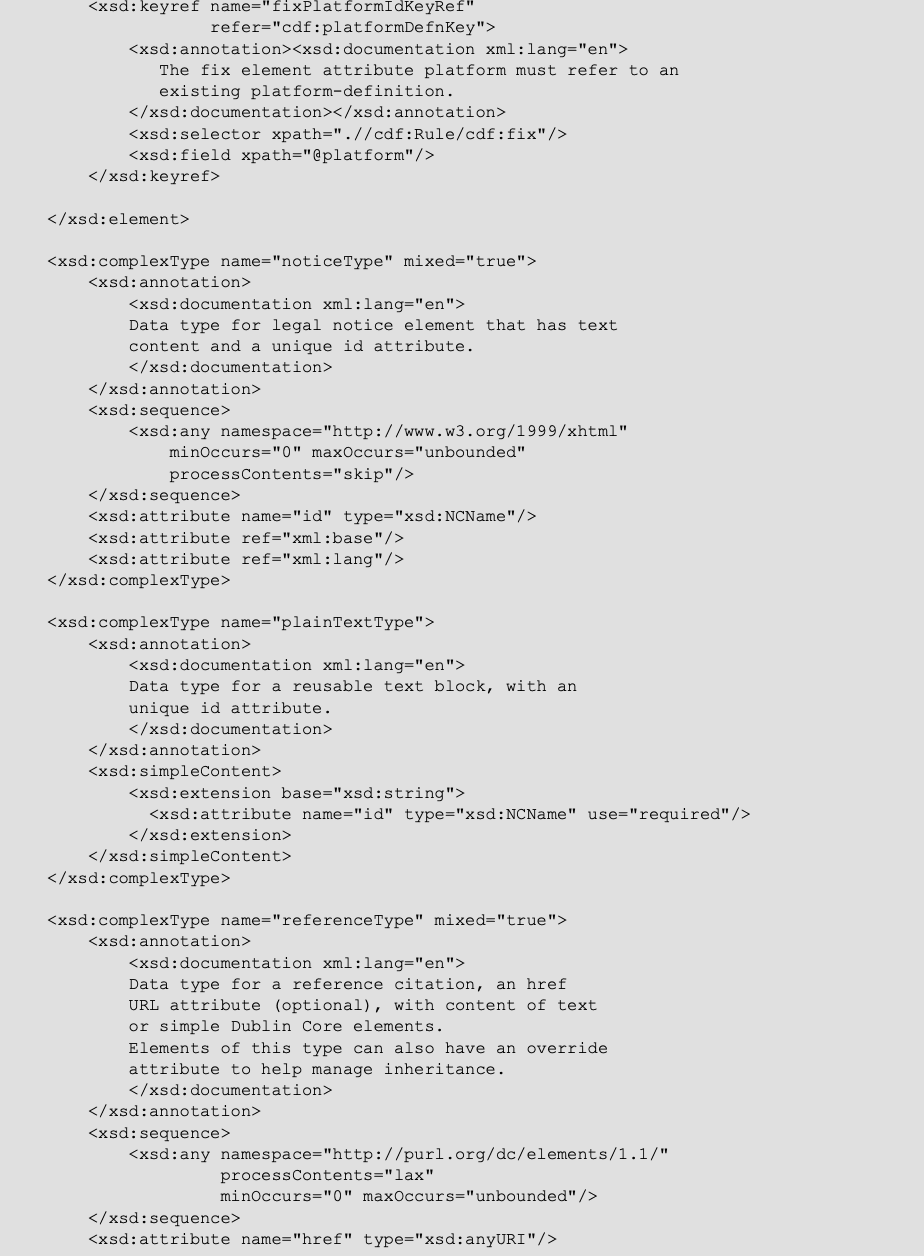 <xsd:keyref name="fixPlatformIdKeyRef"
refer="cdf:platformDefnKey">
<xsd:annotation><xsd:documentation xml:lang="en">
The fix element attribute platform must refer to an
existing platform-definition.
</xsd:documentation></xsd:annotation>
<xsd:selector xpath=".//cdf:Rule/cdf:fix"/>
<xsd:field xpath="@platform"/>
</xsd:keyref>
</xsd:element>
<xsd:complexType name="noticeType" mixed="true">
<xsd:annotation>
<xsd:documentation xml:lang="en">
Data type for legal notice element that has text
content and a unique id attribute.
</xsd:documentation>
</xsd:annotation>
<xsd:sequence>
<xsd:any namespace="http://www.w3.org/1999/xhtml"
minOccurs="0" maxOccurs="unbounded"
processContents="skip"/>
</xsd:sequence>
<xsd:attribute name="id" type="xsd:NCName"/>
<xsd:attribute ref="xml:base"/>
<xsd:attribute ref="xml:lang"/>
</xsd:complexType>
<xsd:complexType name="plainTextType">
<xsd:annotation>
<xsd:documentation xml:lang="en">
Data type for a reusable text block, with an
unique id attribute.
</xsd:documentation>
</xsd:annotation>
<xsd:simpleContent>
<xsd:extension base="xsd:string">
<xsd:attribute name="id" type="xsd:NCName" use="required"/>
</xsd:extension>
</xsd:simpleContent>
</xsd:complexType>
<xsd:complexType name="referenceType" mixed="true">
<xsd:annotation>
<xsd:documentation xml:lang="en">
Data type for a reference citation, an href
URL attribute (optional), with content of text
or simple Dublin Core elements.
Elements of this type can also have an override
attribute to help manage inheritance.
</xsd:documentation>
</xsd:annotation>
<xsd:sequence>
<xsd:any namespace="http://purl.org/dc/elements/1.1/"
processContents="lax"
minOccurs="0" maxOccurs="unbounded"/>
</xsd:sequence>
<xsd:attribute name="href" type="xsd:anyURI"/>